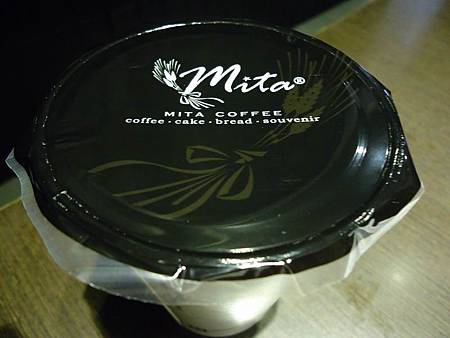 Mita®
MITA COFFEE
coffee · cake · bread · souvenir